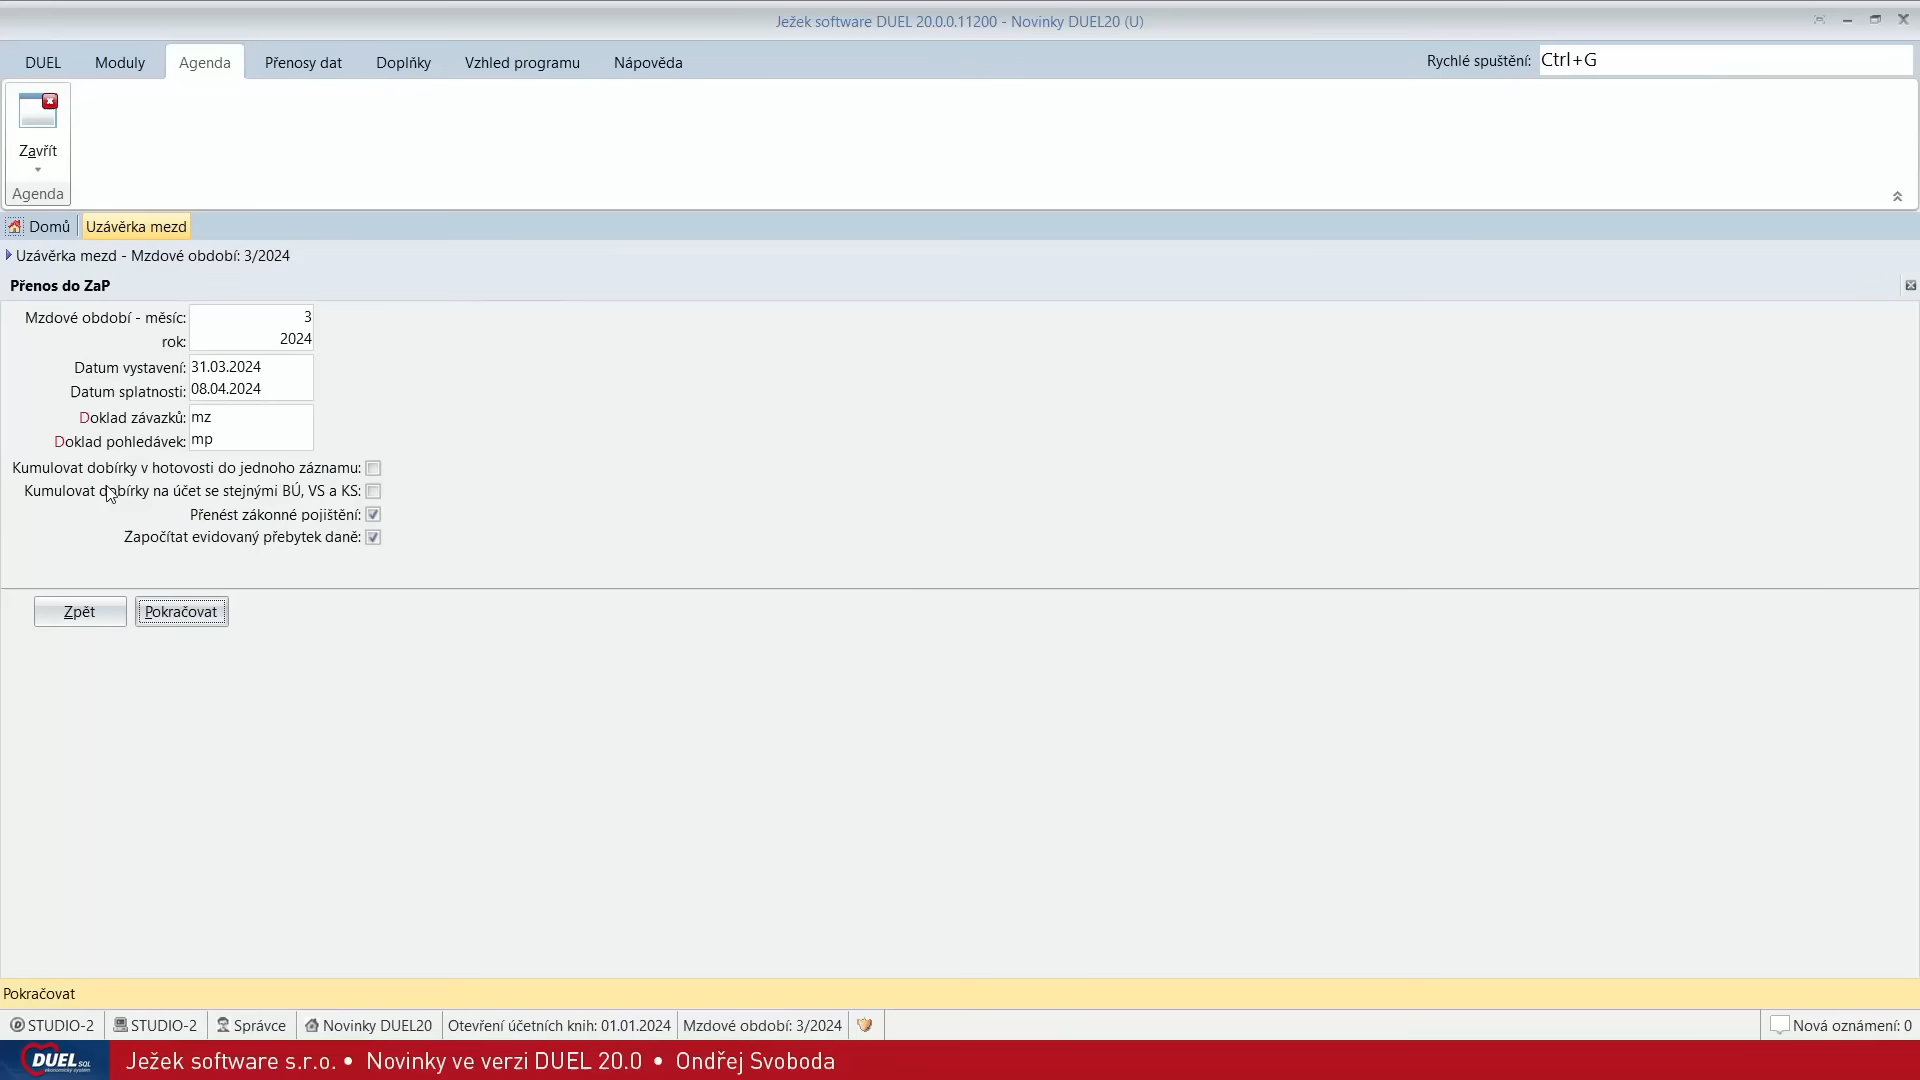 Ježek software DUEL 20.0.0.11200 - Novinky DUEL20 (U)
DUEL Moduly Agenda Přenosy dat Doplňky Vzhled programu Nápověda Rychlé spuštění: Ctrl+G
Zavřít
Agenda
Domů Uzávěrka mezd
Uzávěrka mezd - Mzdové období: 3/2024
Přenos do ZaP
Mzdové období - měsíc: 3
rok: 2024
Datum vystavení: 31.03.2024
Datum splatnosti: 08.04.2024
Doklad závazků: mz
Doklad pohledávek: mp
Kumulovat dobírky v hotovosti do jednoho záznamu:
Kumulovat dobírky na účet se stejnými BÚ, VS a KS:
Přenést zákonné pojištění:
Započítat evidovaný přebytek daně:
Zpět Pokračovat
Pokračovat
STUDIO-2 STUDIO-2 Správce Novinky DUEL20 Otevření účetních knih: 01.01.2024 Mzdové období: 3/2024 Nová oznámení: 0
DUEL SQL
ekonomický systém
Ježek software s.r.o. • Novinky ve verzi DUEL 20.0 • Ondřej Svoboda